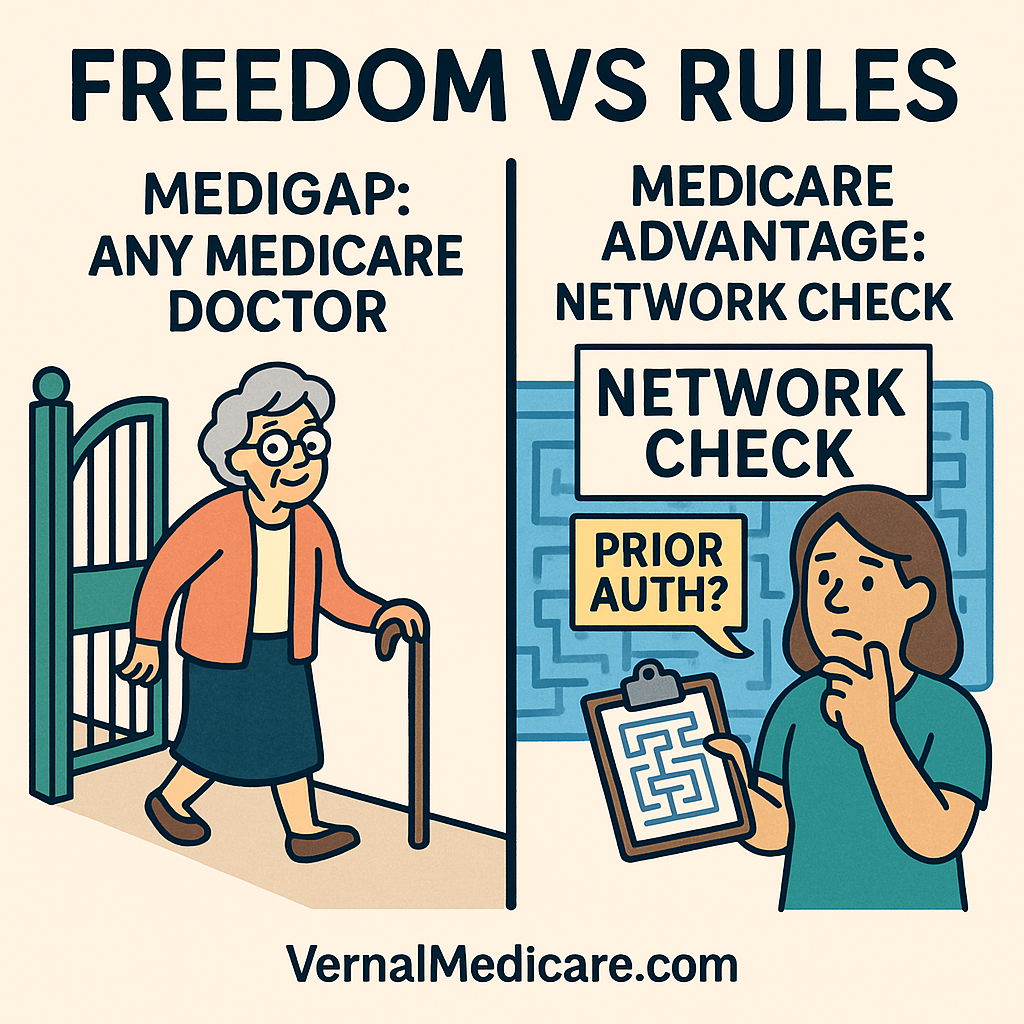 FREEDOM VS RULES
MEDIGAP:
ANY MEDICARE
DOCTOR
MEDICARE
ADVANTAGE:
NETWORK CHECK
NETWORK
CHECK
PRIOR
AUTH?
VernalMedicare.com